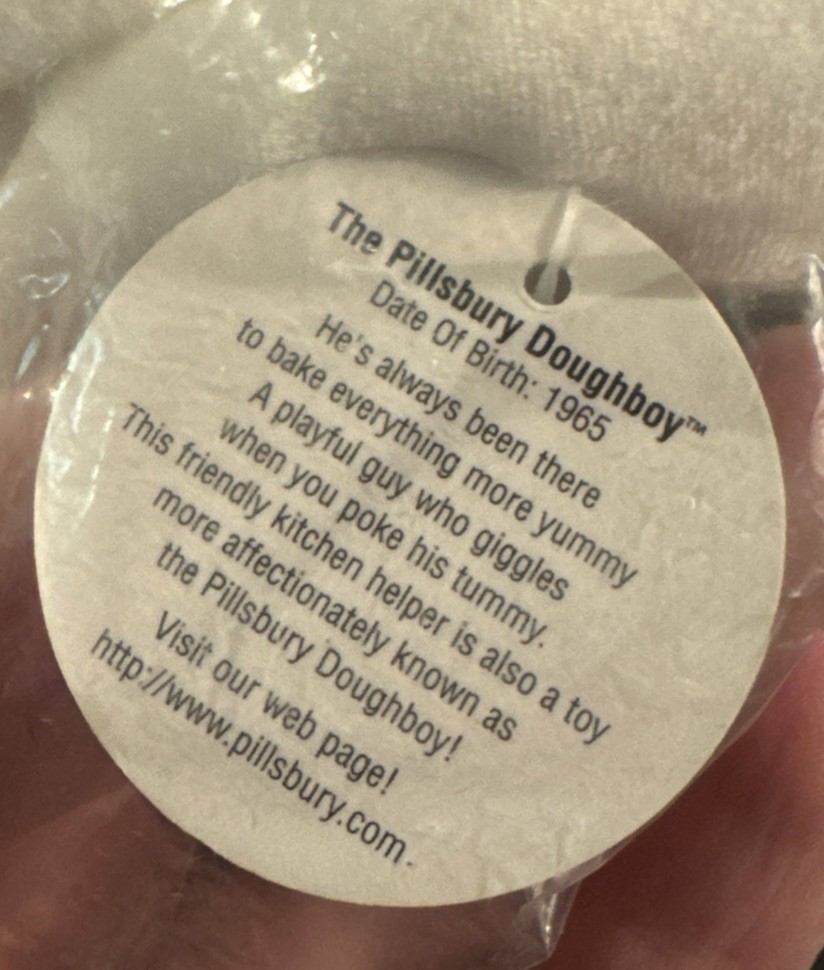 The Pillsbury Doughboy™
Date Of Birth: 1965
He's always been there
to bake everything more yummy
A playful guy who giggles
when you poke his tummy.
This friendly kitchen helper is also a toy
more affectionately known as
the Pillsbury Doughboy!
Visit our web page!
http://www.pillsbury.com.